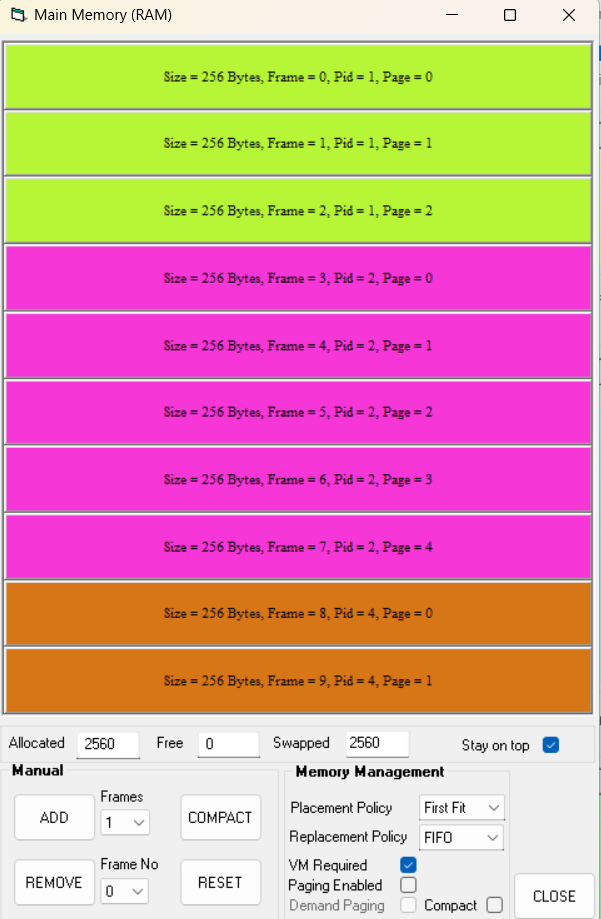 Main Memory (RAM)
Size = 256 Bytes, Frame = 0, Pid = 1, Page = 0
Size = 256 Bytes, Frame = 1, Pid = 1, Page = 1
Size = 256 Bytes, Frame = 2, Pid = 1, Page = 2
Size = 256 Bytes, Frame = 3, Pid = 2, Page = 0
Size = 256 Bytes, Frame = 4, Pid = 2, Page = 1
Size = 256 Bytes, Frame = 5, Pid = 2, Page = 2
Size = 256 Bytes, Frame = 6, Pid = 2, Page = 3
Size = 256 Bytes, Frame = 7, Pid = 2, Page = 4
Size = 256 Bytes, Frame = 8, Pid = 4, Page = 0
Size = 256 Bytes, Frame = 9, Pid = 4, Page = 1
Allocated 2560 Free 0 Swapped 2560 Stay on top
Manual
ADD
Frames
1
COMPACT
REMOVE
Frame No
0
RESET
Memory Management
Placement Policy First Fit
Replacement Policy FIFO
VM Required
Paging Enabled
Demand Paging Compact
CLOSE